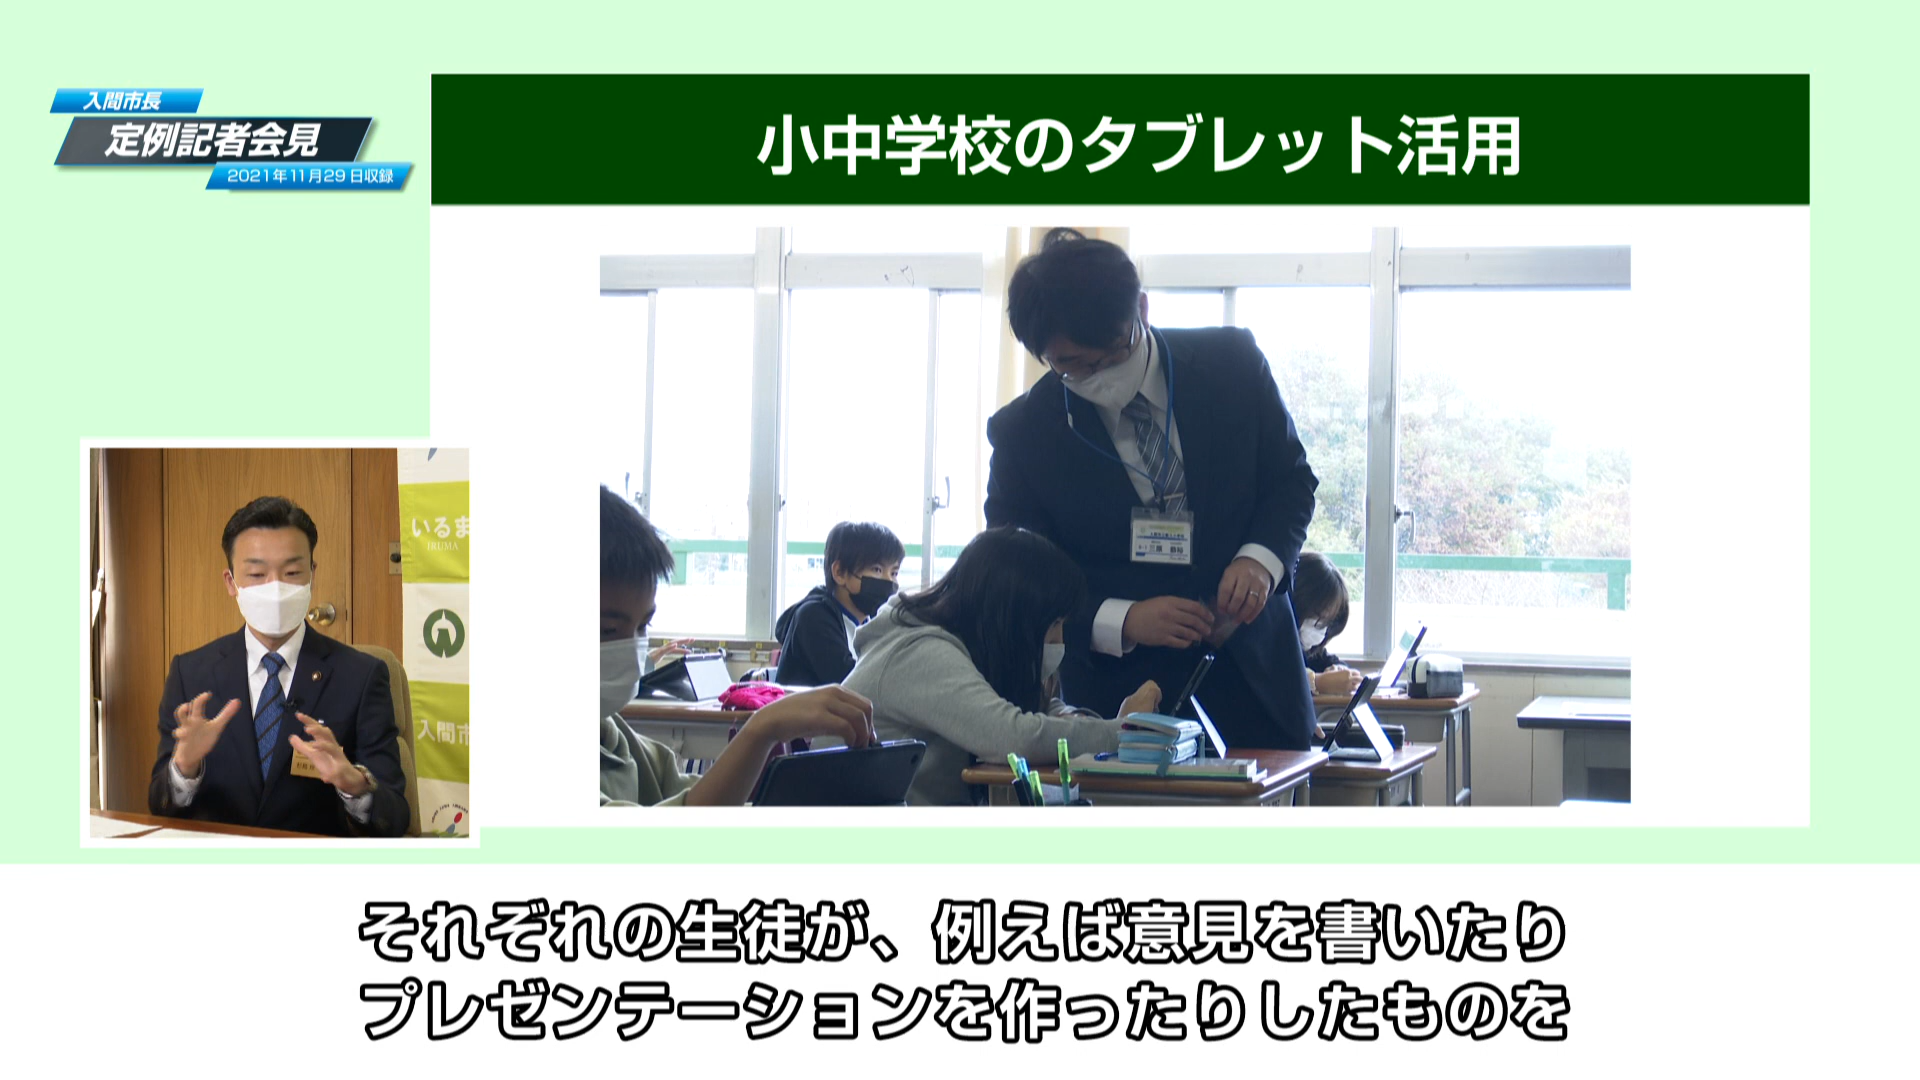 入間市長
定例記者会見
2021年11月29日収録
小中学校のタブレット活用
いるま
IRUMA
入間市
それぞれの生徒が、例えば意見を書いたり
プレゼンテーションを作ったりしたものを